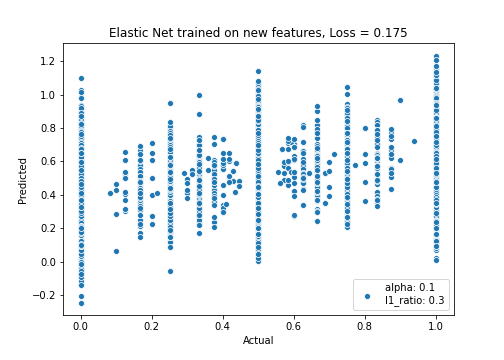 Elastic Net trained on new features, Loss = 0.175
Predicted
1.2
1.0
0.8
0.6
0.4
0.2
0.0
−0.2
0.0 0.2 0.4 0.6 0.8 1.0
Actual
alpha: 0.1
l1_ratio: 0.3